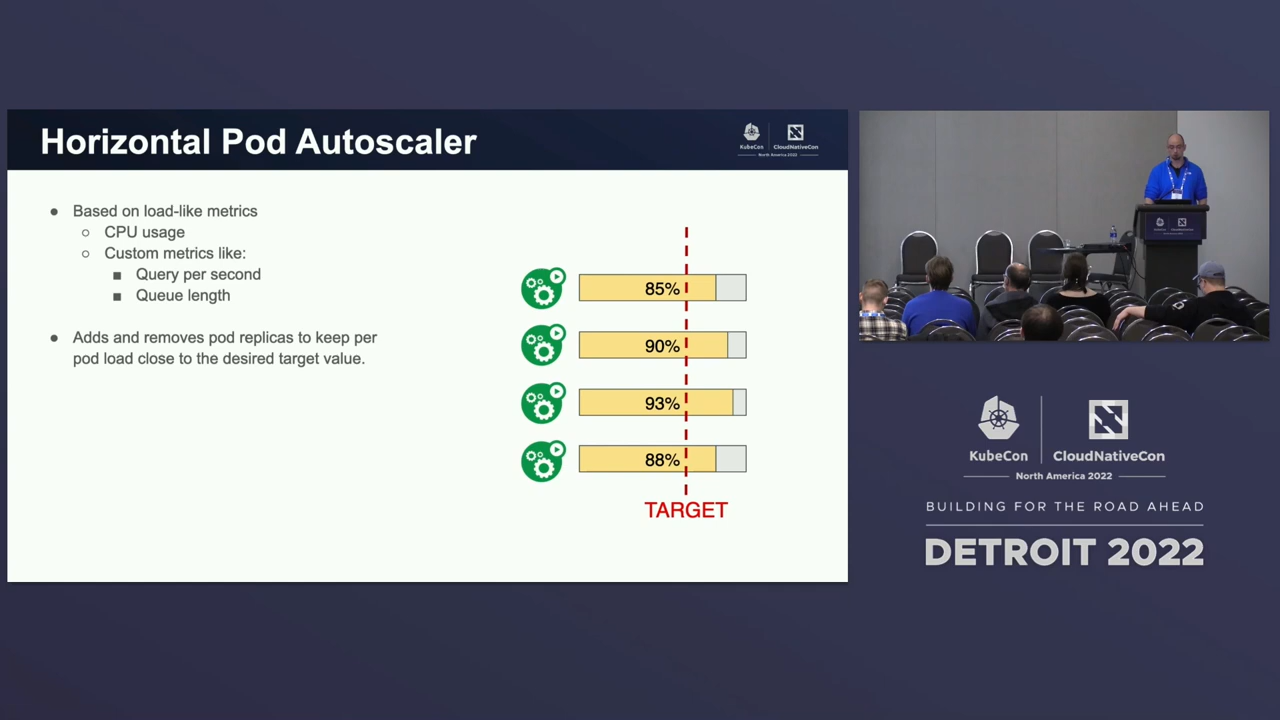 Horizontal Pod Autoscaler
KubeCon
CloudNativeCon
North America 2022
Based on load-like metrics
CPU usage
Custom metrics like:
Query per second
Queue length
Adds and removes pod replicas to keep per
pod load close to the desired target value.
85%
90%
93%
88%
TARGET
KubeCon
CloudNativeCon
North America 2022
BUILDING FOR THE ROAD AHEAD
DETROIT 2022